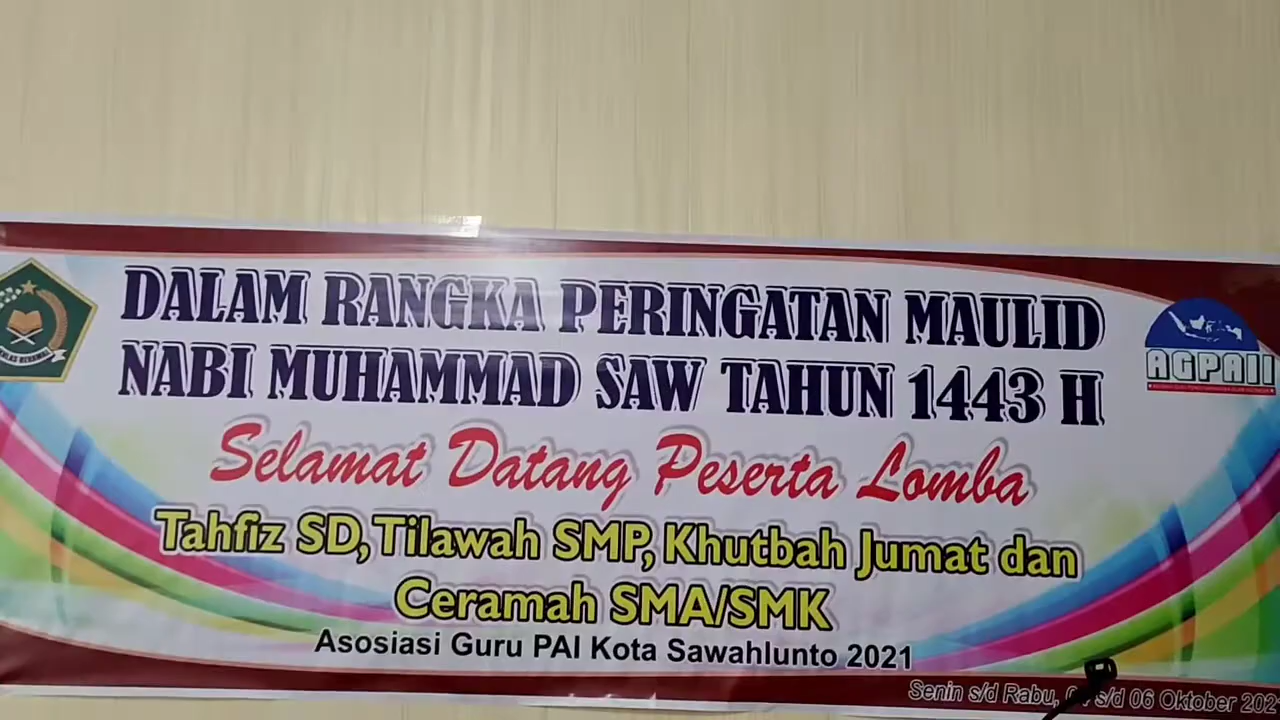 DALAM RANGKA PERINGATAN MAULID
NABI MUHAMMAD SAW TAHUN 1443 H
Selamat Datang Peserta Lomba
Tahfiz SD, Tilawah SMP, Khutbah Jumat dan
Ceramah SMA/SMK
Asosiasi Guru PAI Kota Sawahlunto 2021
Senin s/d Rabu, s/d 06 Oktober
AGPAII